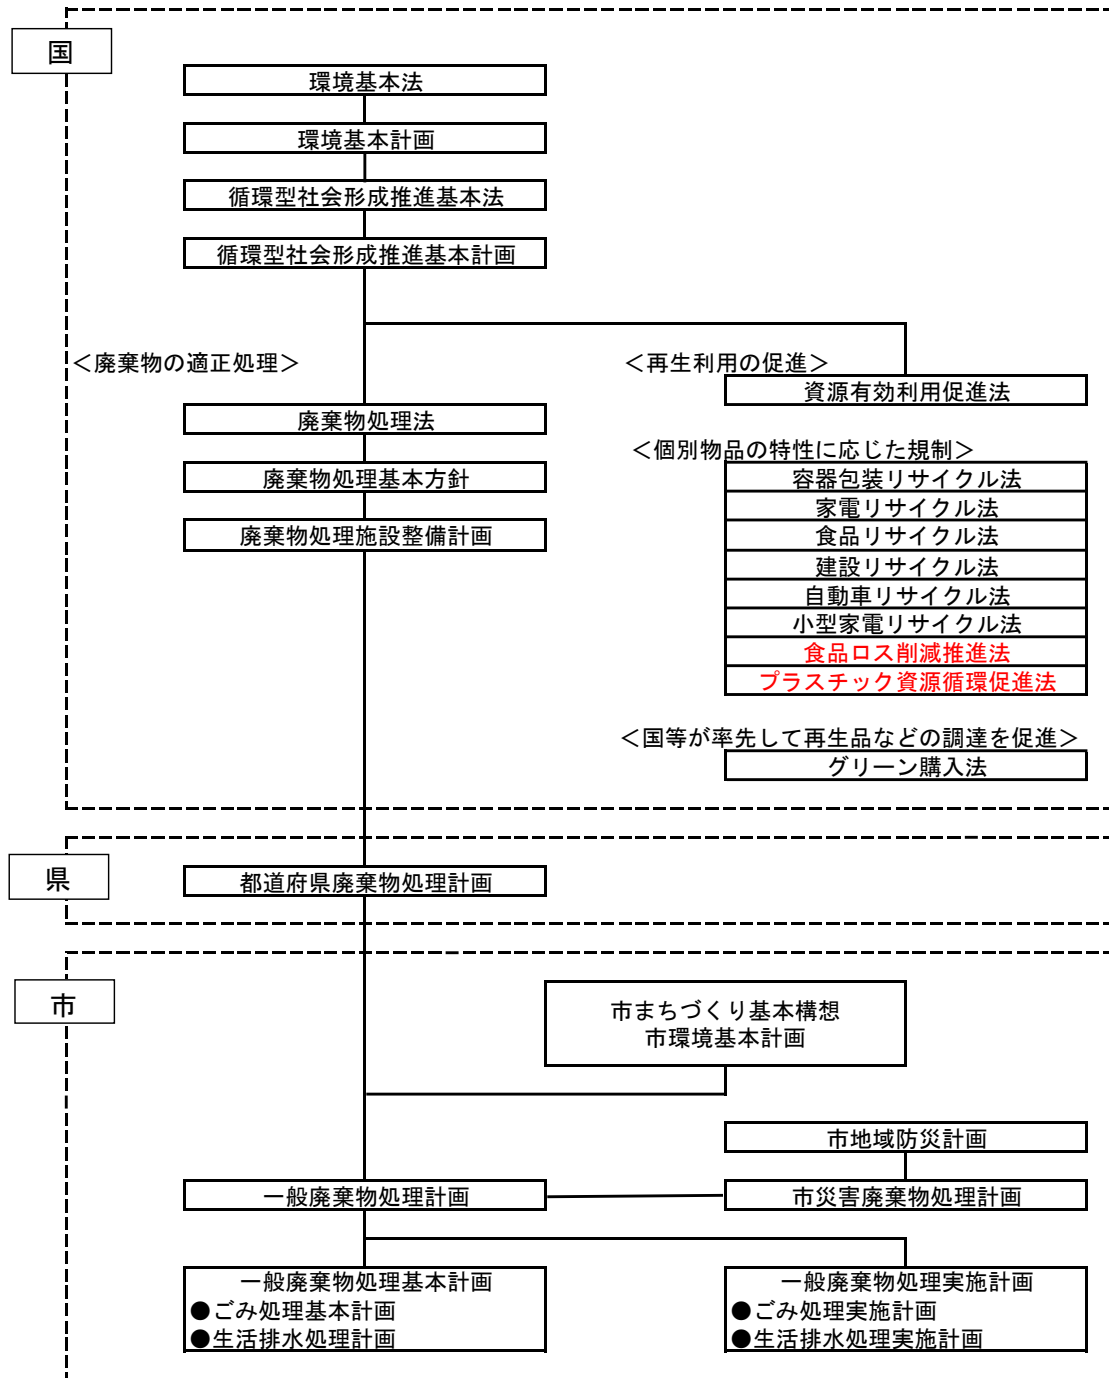 国
環境基本法
環境基本計画
循環型社会形成推進基本法
循環型社会形成推進基本計画
＜廃棄物の適正処理＞
廃棄物処理法
廃棄物処理基本方針
廃棄物処理施設整備計画
＜再生利用の促進＞
資源有効利用促進法
＜個別物品の特性に応じた規制＞
容器包装リサイクル法
家電リサイクル法
食品リサイクル法
建設リサイクル法
自動車リサイクル法
小型家電リサイクル法
食品ロス削減推進法
プラスチック資源循環促進法
＜国等が率先して再生品などの調達を促進＞
グリーン購入法
県
都道府県廃棄物処理計画
市
市まちづくり基本構想
市環境基本計画
市地域防災計画
一般廃棄物処理計画
市災害廃棄物処理計画
一般廃棄物処理基本計画
●ごみ処理基本計画
●生活排水処理計画
一般廃棄物処理実施計画
●ごみ処理実施計画
●生活排水処理実施計画